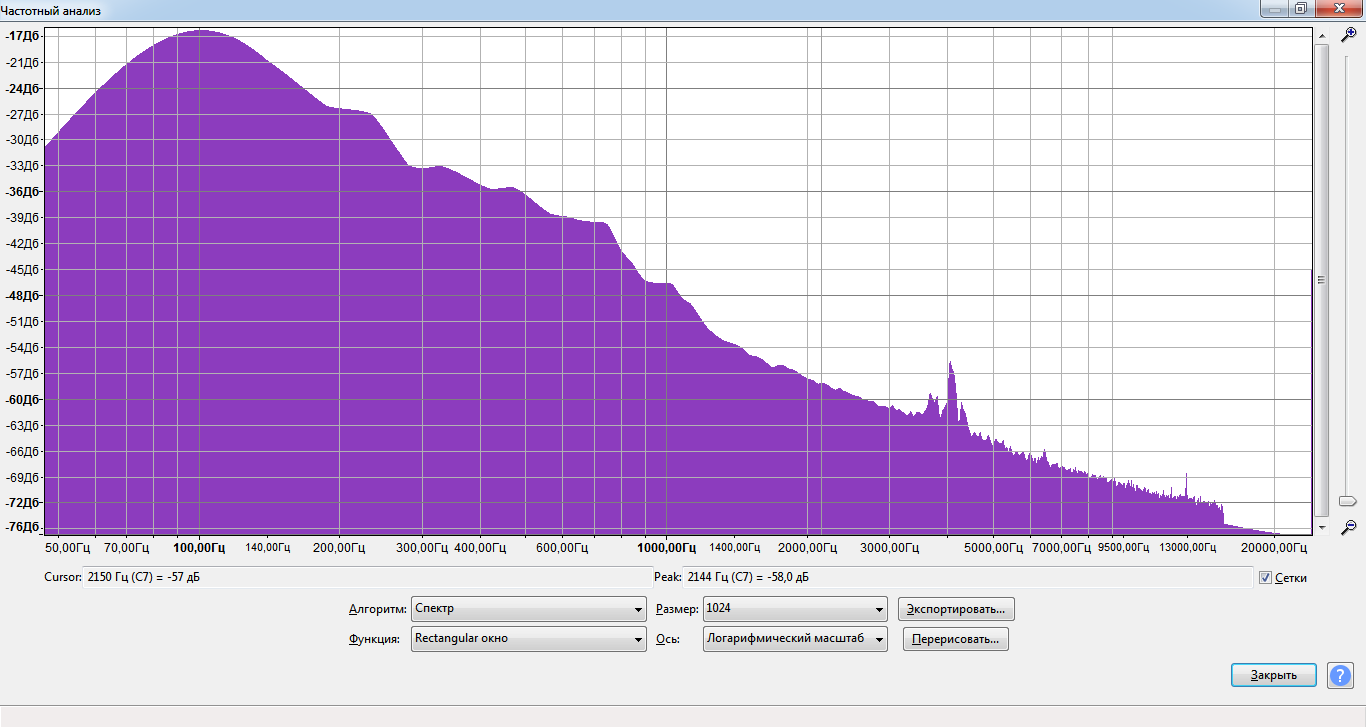 Частотный анализ
-17Дб
-21Дб
-24Дб
-27Дб
-30Дб
-33Дб
-36Дб
-39Дб
-42Дб
-45Дб
-48Дб
-51Дб
-54Дб
-57Дб
-60Дб
-63Дб
-66Дб
-69Дб
-72Дб
-76Дб
50,00Гц 70,00Гц 100,00Гц 140,00Гц 200,00Гц 300,00Гц 400,00Гц 600,00Гц 1000,00Гц 1400,00Гц 2000,00Гц 3000,00Гц 5000,00Гц 7000,00Гц 9500,00Гц 13000,00Гц 20000,00Гц
Cursor: 2150 Гц (C7) = -57 дБ Peak: 2144 Гц (C7) = -58,0 дБ Сетки
Алгоритм: Спектр Размер: 1024 Экспортировать...
Функция: Rectangular окно Ось: Логарифмический масштаб Перерисовать...
Закрыть ?